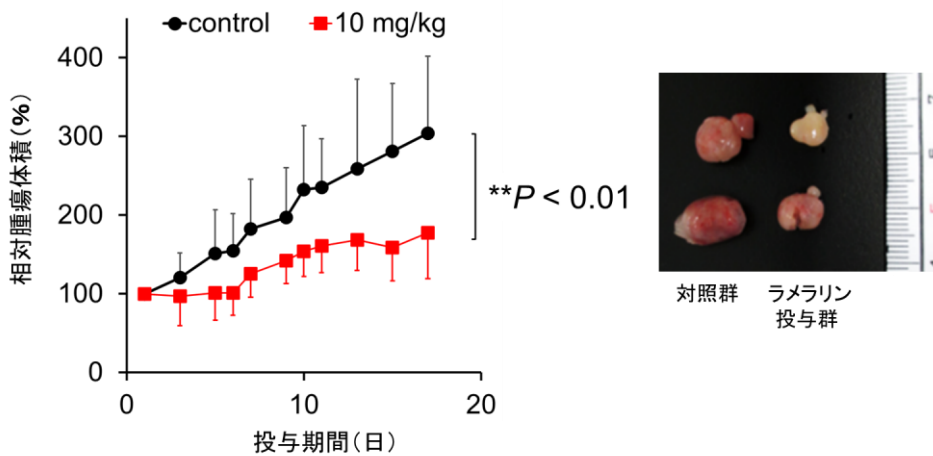 control
10 mg/kg
相対腫瘍体積(%)
400
300
200
100
0
0
10
20
投与期間(日)
**P < 0.01
対照群
ラメラリン
投与群